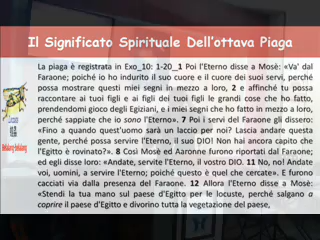 Il Significato Spirituale Dell'ottava Piaga
La piaga è registrata in Exo_10: 1-20_1 Poi l'Eterno disse a Mosè: «Va' dal
Faraone; poiché io ho indurito il suo cuore e il cuore dei suoi servi, perché
possa mostrare questi miei segni in mezzo a loro, 2 e affinché tu possa
raccontare ai tuoi figli e ai figli dei tuoi figli le grandi cose che ho fatto,
prendendomi gioco degli Egiziani, e i miei segni che ho fatto in mezzo a loro,
perché sappiate che io sono l'Eterno». 7 Poi i servi del Faraone gli dissero:
«Fino a quando quest'uomo sarà un laccio per noi? Lascia andare questa
gente, perché possa servire l'Eterno, il suo DIO! Non hai ancora capito che
l'Egitto è rovinato?». 8 Così Mosè ed Aaronne furono riportati dal Faraone;
ed egli disse loro: «Andate, servite l'Eterno, il vostro DIO. 11 No, no! Andate
voi, uomini, a servire l'Eterno; poiché questo è quel che cercate». E furono
cacciati via dalla presenza del Faraone. 12 Allora l'Eterno disse a Mosè:
«Stendi la tua mano sul paese d'Egitto per le locuste, perché salgano a
coprire il paese d'Egitto e divorino tutta la vegetazione del paese,